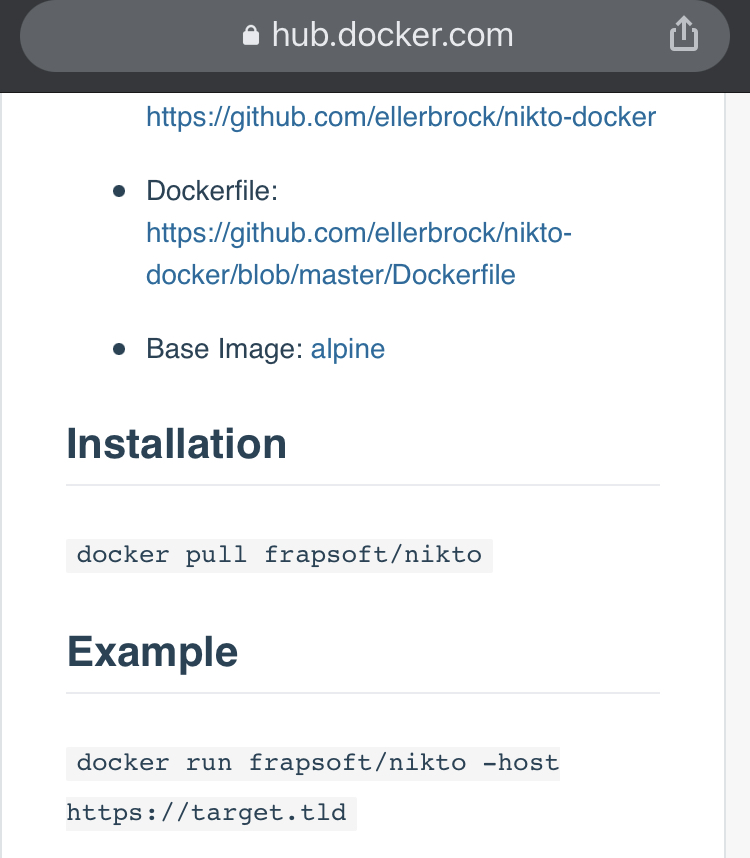 hub.docker.com
https://github.com/ellerbrock/nikto-docker
Dockerfile:
https://github.com/ellerbrock/nikto-
docker/blob/master/Dockerfile
Base Image: alpine
Installation
docker pull frapsoft/nikto
Example
docker run frapsoft/nikto -host
https://target.tld